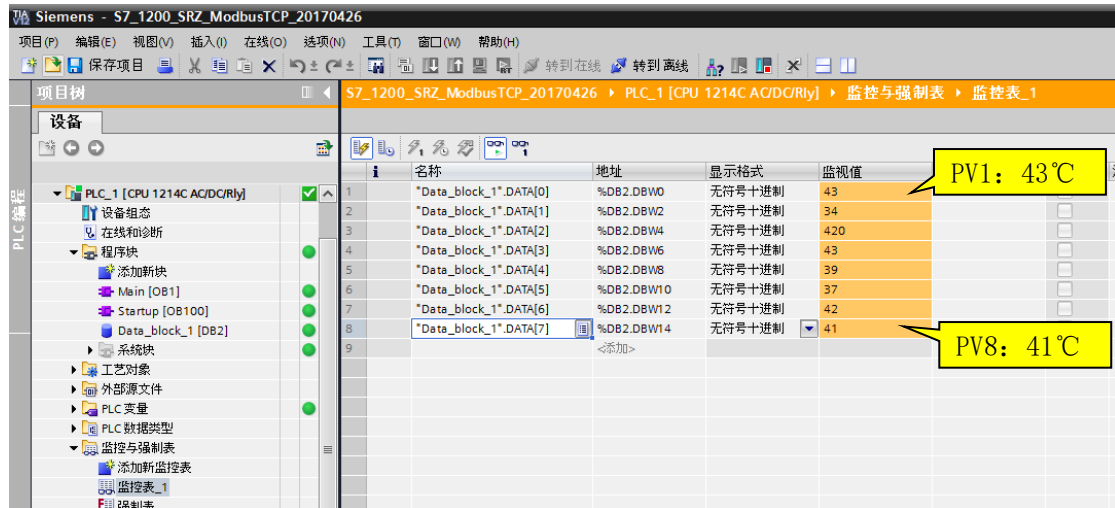 Siemens - S7_1200_SRZ_ModbusTCP_20170426
项目(P) 编辑(E) 视图(V) 插入(I) 在线(O) 选项(N) 工具(T) 窗口(W) 帮助(H)
保存项目 转到在线 转到离线
项目树
S7_1200_SRZ_ModbusTCP_20170426 ▸ PLC_1 [CPU 1214C AC/DC/Rly] ▸ 监控与强制表 ▸ 监控表_1
设备
PLC 编程
PLC_1 [CPU 1214C AC/DC/Rly]
设备组态
在线和诊断
程序块
添加新块
Main [OB1]
Startup [OB100]
Data_block_1 [DB2]
系统块
工艺对象
外部源文件
PLC 变量
PLC 数据类型
监控与强制表
添加新监控表
监控表_1
强制表
i 名称 地址 显示格式 监视值
1 "Data_block_1".DATA[0] %DB2.DBW0 无符号十进制 43
2 "Data_block_1".DATA[1] %DB2.DBW2 无符号十进制 34
3 "Data_block_1".DATA[2] %DB2.DBW4 无符号十进制 420
4 "Data_block_1".DATA[3] %DB2.DBW6 无符号十进制 43
5 "Data_block_1".DATA[4] %DB2.DBW8 无符号十进制 39
6 "Data_block_1".DATA[5] %DB2.DBW10 无符号十进制 37
7 "Data_block_1".DATA[6] %DB2.DBW12 无符号十进制 42
8 "Data_block_1".DATA[7] %DB2.DBW14 无符号十进制 41
9 <添加>
PV1：43℃
PV8：41℃